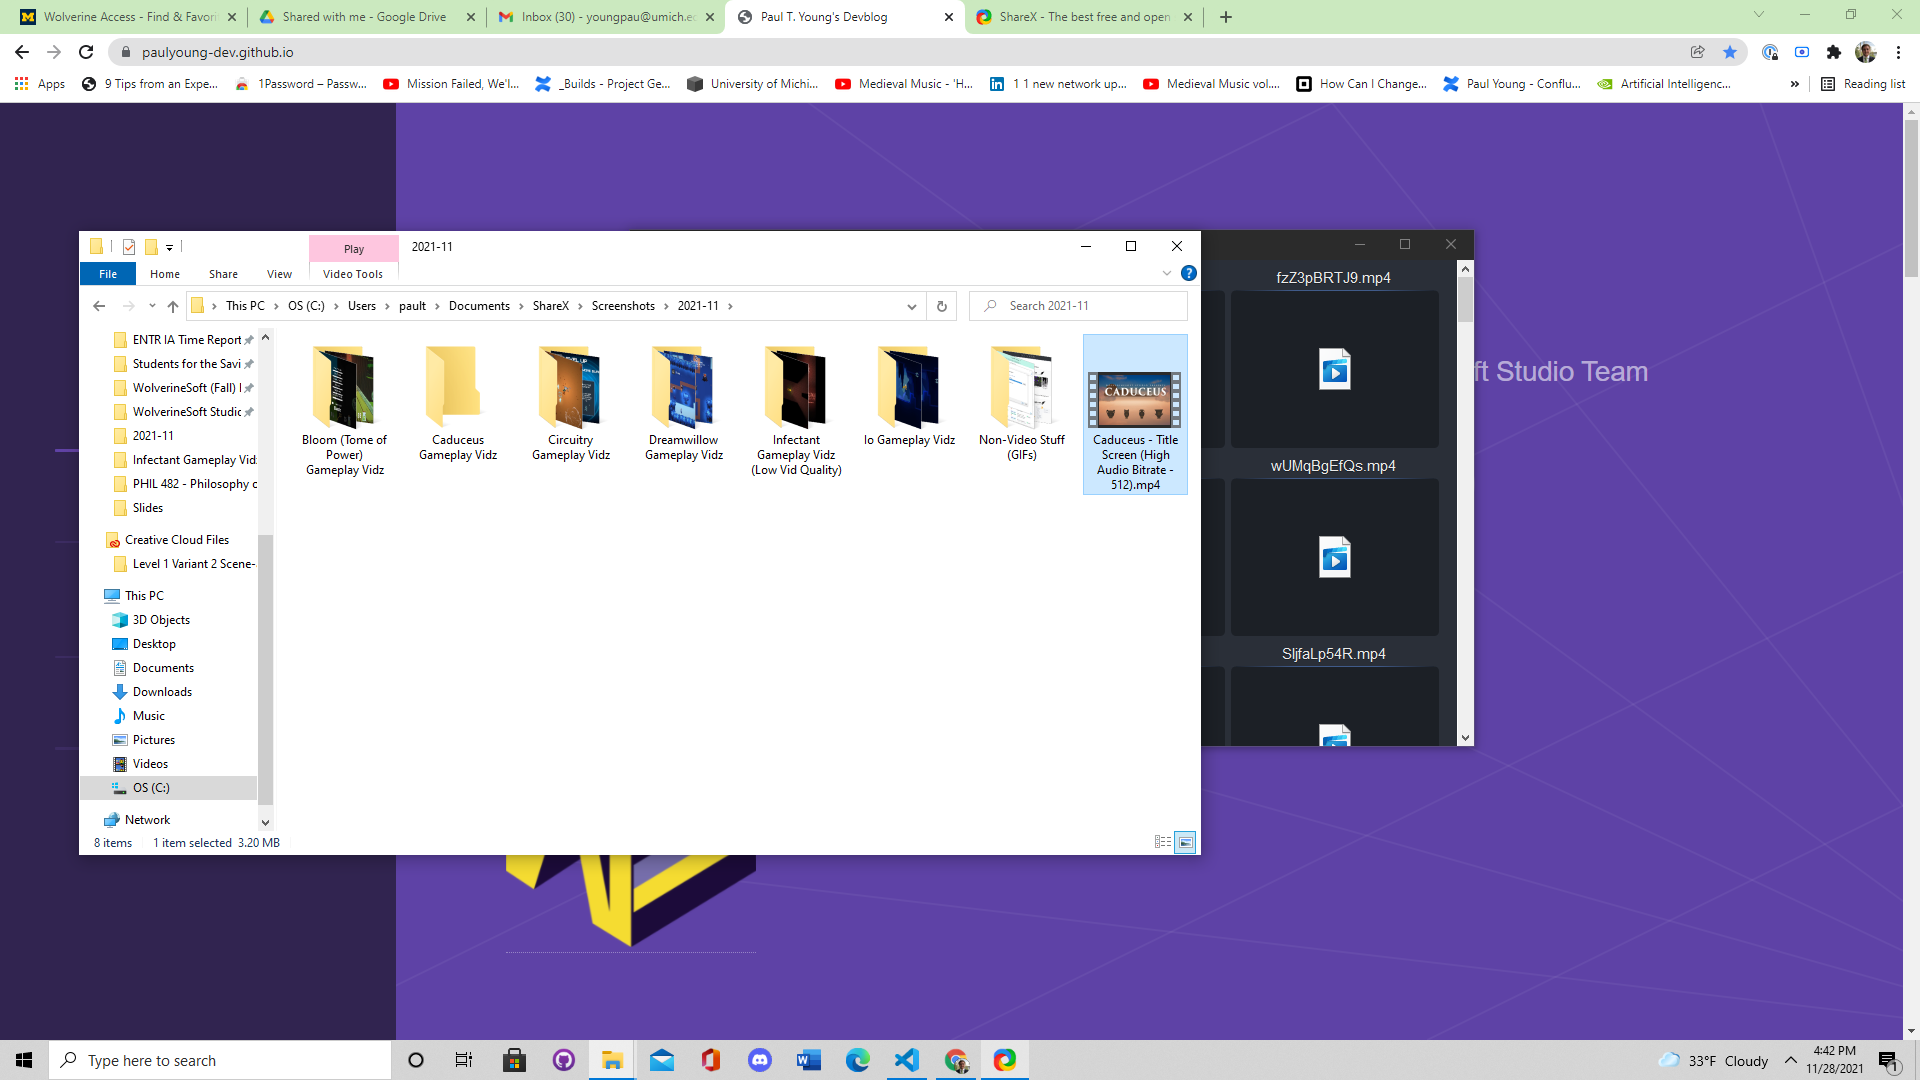 Wolverine Access - Find & Favori
Shared with me - Google Drive
Inbox (30) - youngpau@umich.ed
Paul T. Young's Devblog
ShareX - The best free and open
paulyoung-dev.github.io
Apps
9 Tips from an Expe...
1Password – Passw...
Mission Failed, We'l...
_Builds - Project Ge...
University of Michi...
Medieval Music - 'H...
1 1 new network up...
Medieval Music vol....
How Can I Change...
Paul Young - Conflu...
Artificial Intelligenc...
»
Reading list
Play
2021-11
File
Home
Share
View
Video Tools
This PC
OS (C:)
Users
pault
Documents
ShareX
Screenshots
2021-11
Search 2021-11
ENTR IA Time Report
Students for the Savi
WolverineSoft (Fall) I
WolverineSoft Studio
2021-11
Infectant Gameplay Vid
PHIL 482 - Philosophy o
Slides
Creative Cloud Files
Level 1 Variant 2 Scene-
This PC
3D Objects
Desktop
Documents
Downloads
Music
Pictures
Videos
OS (C:)
Network
Bloom (Tome of
Power)
Gameplay Vidz
Caduceus
Gameplay Vidz
Circuitry
Gameplay Vidz
Dreamwillow
Gameplay Vidz
Infectant
Gameplay Vidz
(Low Vid Quality)
Io Gameplay Vidz
Non-Video Stuff
(GIFs)
CADUCEUS
Caduceus - Title
Screen (High
Audio Bitrate -
512).mp4
8 items
1 item selected 3.20 MB
fzZ3pBRTJ9.mp4
wUMqBgEfQs.mp4
SljfaLp54R.mp4
ft Studio Team
Type here to search
33°F Cloudy
4:42 PM
11/28/2021
1